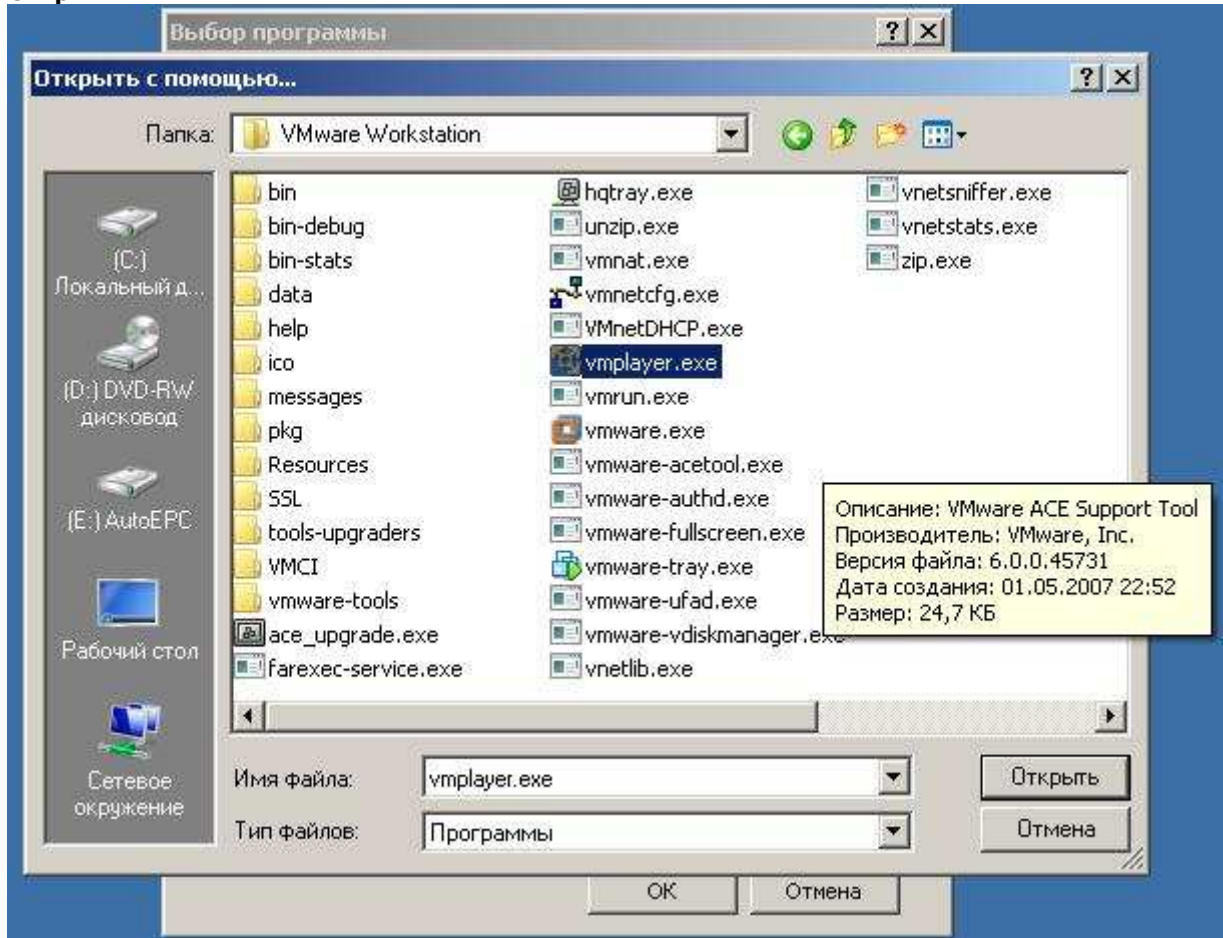 Выбор программы
Открыть с помощью...
Папка:
VMware Workstation
(C:)
Локальный д...
(D:) DVD-RW
дисковод
(E:) AutoEPC
Рабочий стол
Сетевое
окружение
bin
bin-debug
bin-stats
data
help
ico
messages
pkg
Resources
SSL
tools-upgraders
VMCI
vmware-tools
ace_upgrade.exe
farexec-service.exe
hqtray.exe
unzip.exe
vmnat.exe
vmnetcfg.exe
VMnetDHCP.exe
vmplayer.exe
vmrun.exe
vmware.exe
vmware-acetool.exe
vmware-authd.exe
vmware-fullscreen.exe
vmware-tray.exe
vmware-ufad.exe
vmware-vdiskmanager.exe
vnetlib.exe
vnetsniffer.exe
vnetstats.exe
zip.exe
Описание: VMware ACE Support Tool
Производитель: VMware, Inc.
Версия файла: 6.0.0.45731
Дата создания: 01.05.2007 22:52
Размер: 24,7 КБ
Имя файла:
vmplayer.exe
Открыть
Тип файлов:
Программы
Отмена
ОК
Отмена